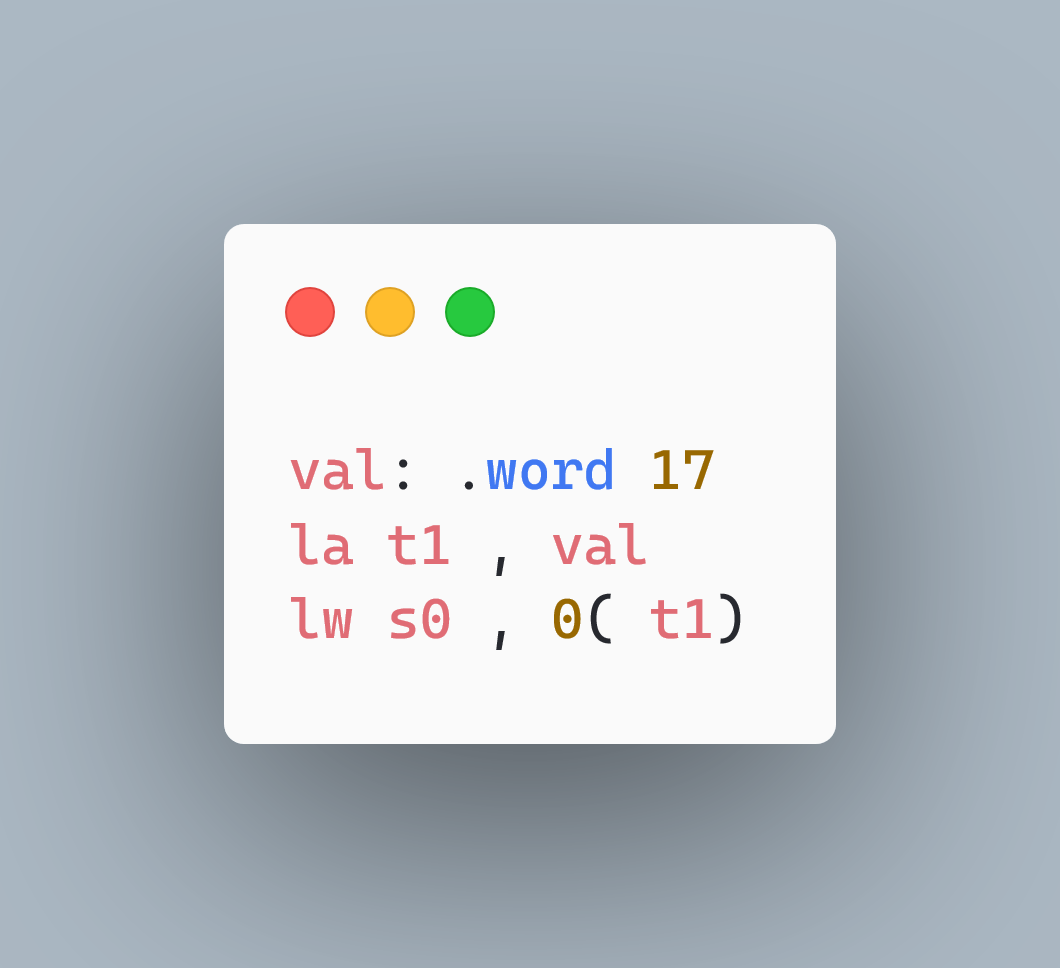 val: .word 17
la t1 , val
lw s0 , 0( t1)